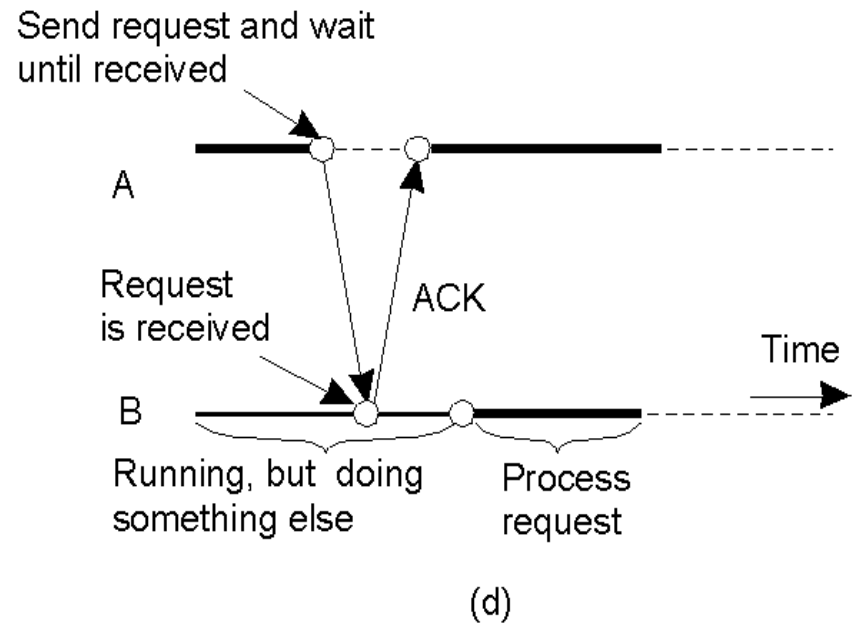 Send request and wait
until received
A
Request
is received
ACK
Time
B
Running, but doing
something else
Process
request
(d)